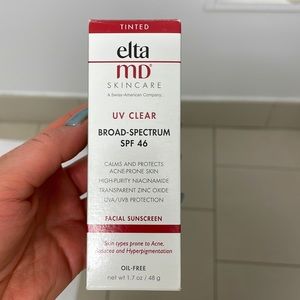 TINTED
elta
MD®
SKINCARE
A Swiss-American Company
UV CLEAR
BROAD-SPECTRUM
SPF 46
CALMS AND PROTECTS
ACNE-PRONE SKIN
HIGH-PURITY NIACINAMIDE
TRANSPARENT ZINC OXIDE
UVA/UVB PROTECTION
FACIAL SUNSCREEN
Skin types prone to Acne,
Rosacea and Hyperpigmentation
OIL-FREE
net wt 1.7 oz / 48 g